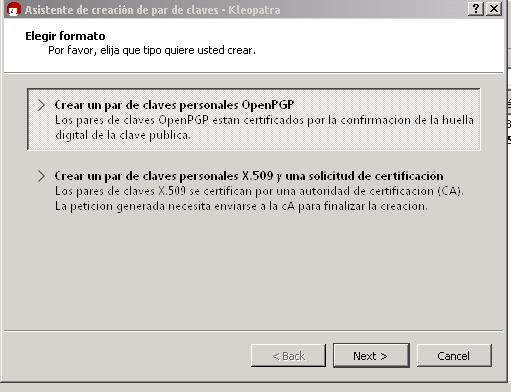 Asistente de creación de par de claves - Kleopatra
Elegir formato
Por favor, elija que tipo quiere usted crear.
Crear un par de claves personales OpenPGP
Los pares de claves OpenPGP estan certificados por la confirmacion de la huella
digital de la clave publica.
Crear un par de claves personales X.509 y una solicitud de certificación
Los pares de claves X.509 se certifican por una autoridad de certificacion (CA).
La peticion generada necesita enviarse a la cA para finalizar la creacion.
< Back
Next >
Cancel